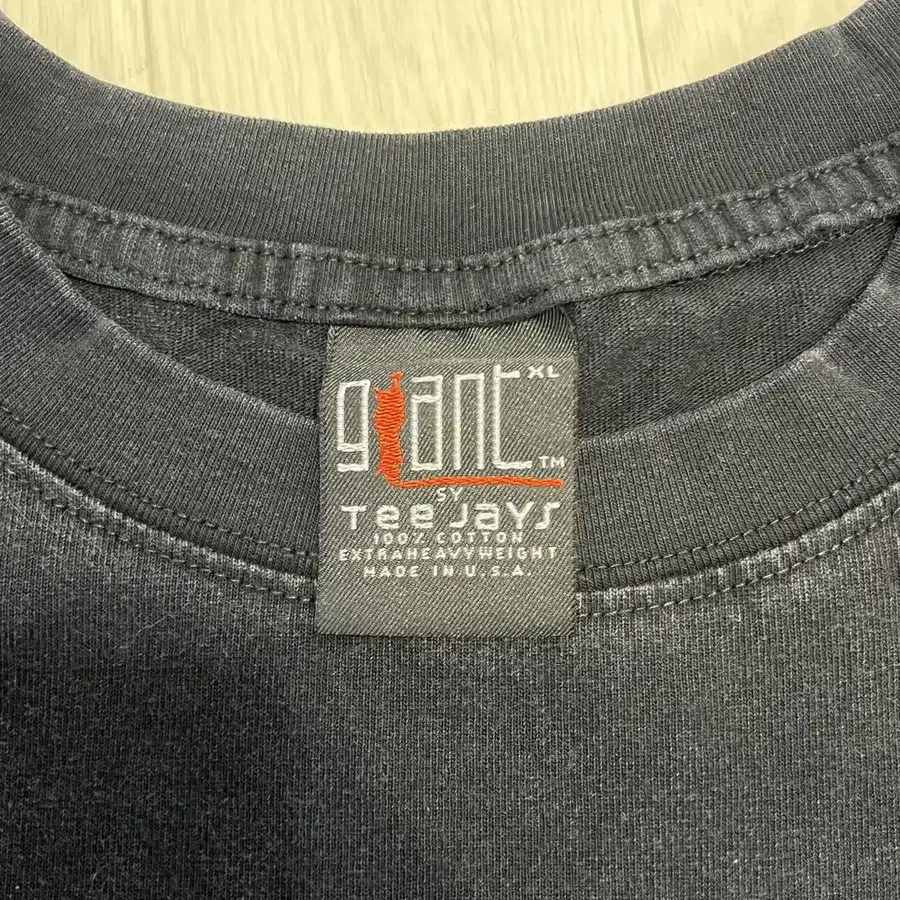 giant XL
TM
BY
Tee Jays
100% COTTON
EXTRAHEAVYWEIGHT
MADE IN U.S.A.